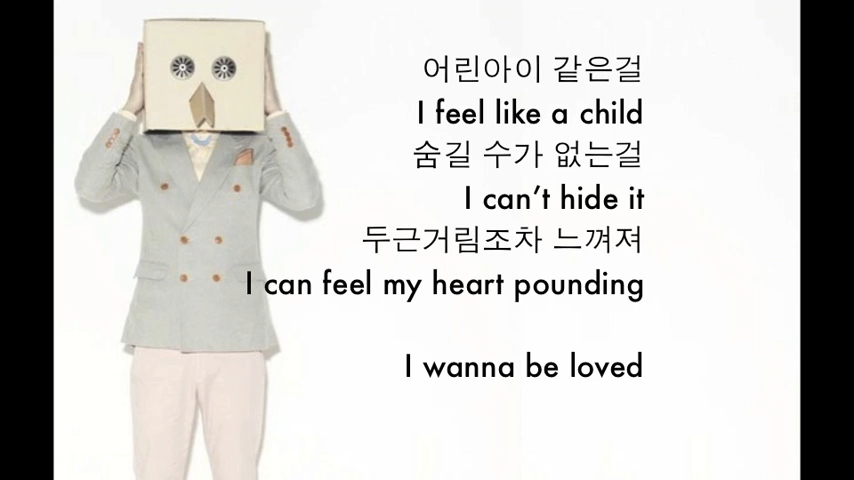 어린아이 같은걸
I feel like a child
숨길 수가 없는걸
I can't hide it
두근거림조차 느껴져
I can feel my heart pounding
I wanna be loved